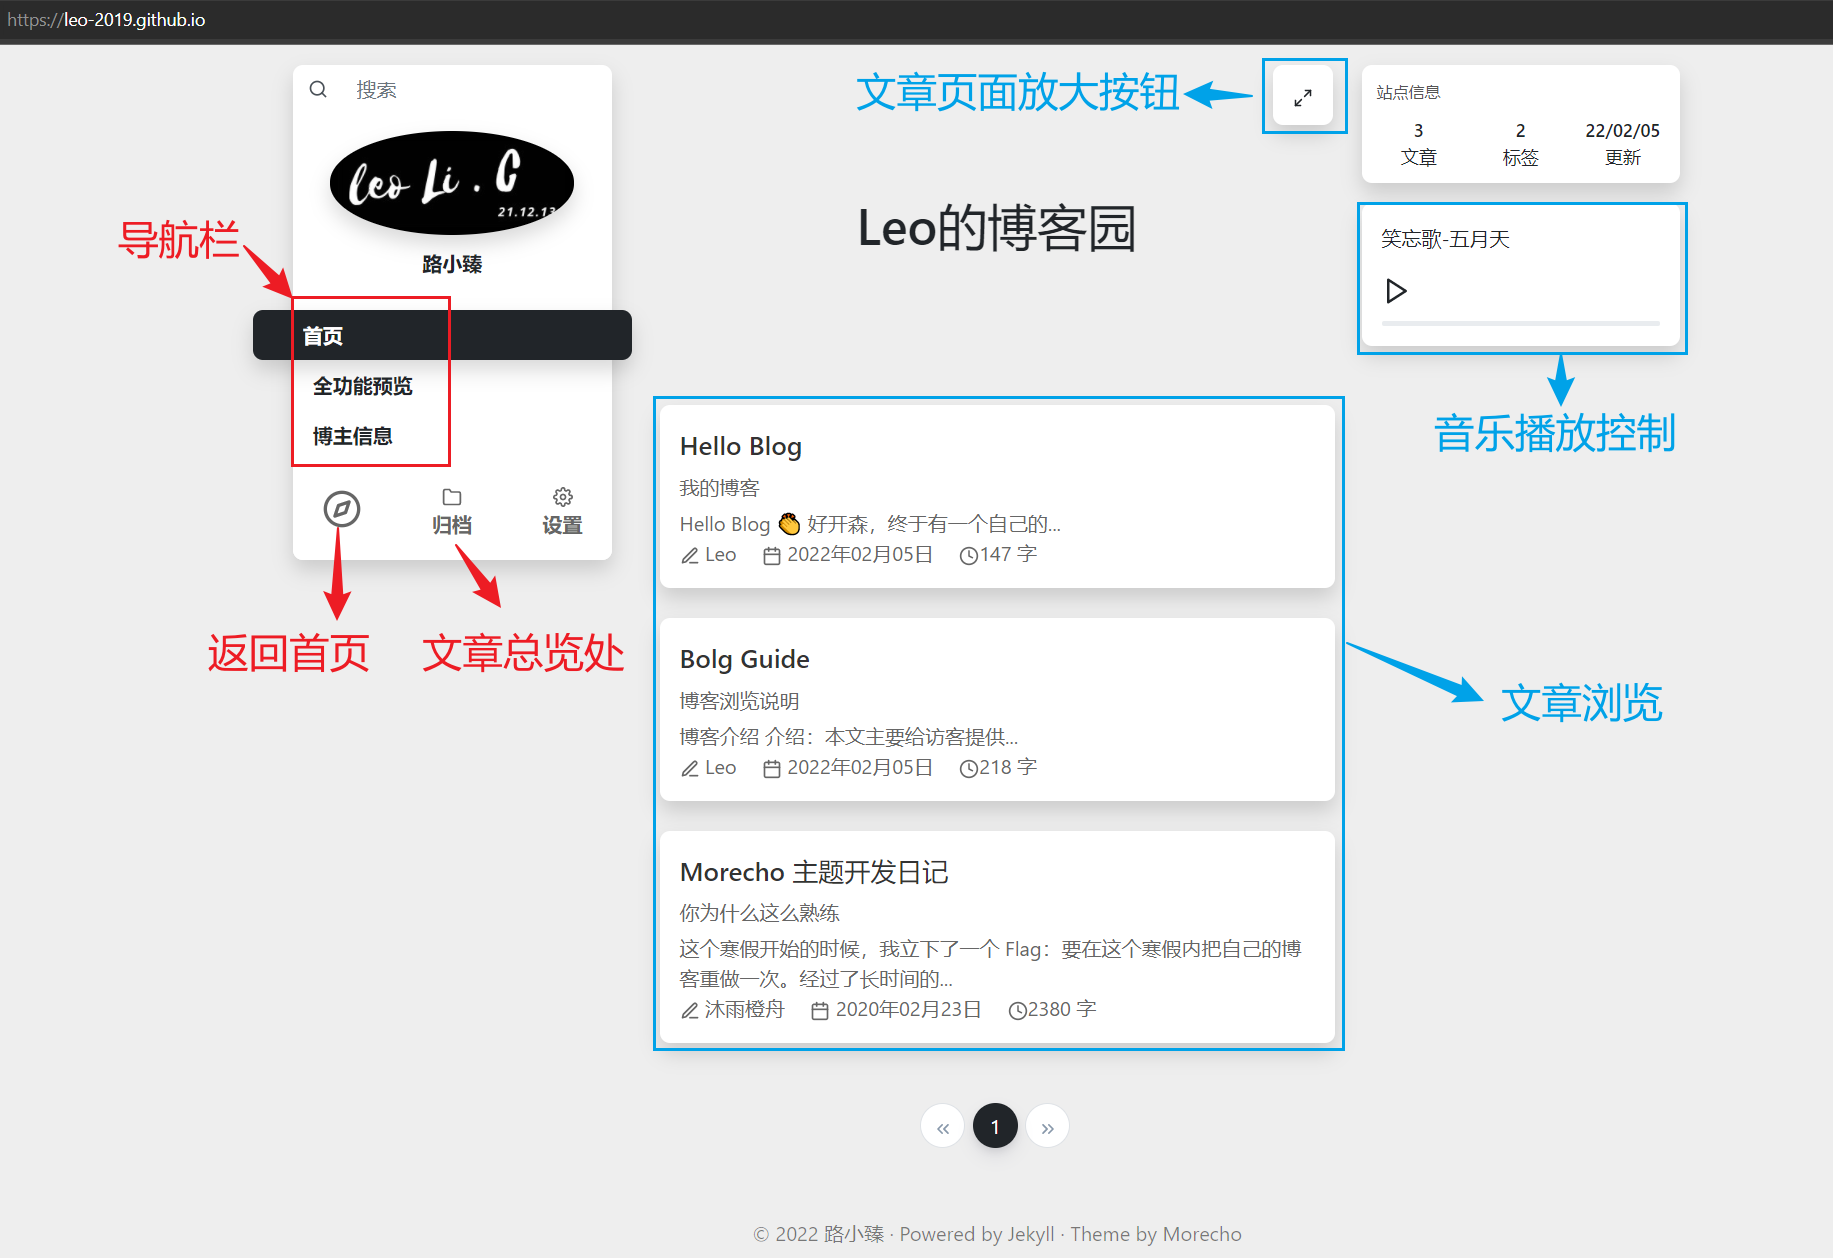 https://leo-2019.github.io
搜索
leo Li . C
21.12.13
路小臻
导航栏
首页
全功能预览
博主信息
归档
设置
返回首页
文章总览处
文章页面放大按钮
Leo的博客园
Hello Blog
我的博客
Hello Blog 👏 好开森，终于有一个自己的...
Leo 2022年02月05日 147 字
Bolg Guide
博客浏览说明
博客介绍 介绍：本文主要给访客提供...
Leo 2022年02月05日 218 字
Morecho 主题开发日记
你为什么这么熟练
这个寒假开始的时候，我立下了一个 Flag：要在这个寒假内把自己的博
客重做一次。经过了长时间的...
沐雨橙舟 2020年02月23日 2380 字
« 1 »
站点信息
3 2 22/02/05
文章 标签 更新
笑忘歌-五月天
音乐播放控制
文章浏览
© 2022 路小臻 · Powered by Jekyll · Theme by Morecho